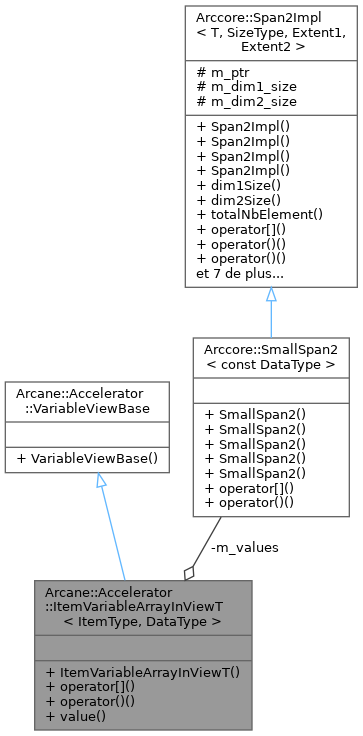 Arccore::Span2Impl
< T, SizeType, Extent1,
Extent2 >
# m_ptr
# m_dim1_size
# m_dim2_size
+ Span2Impl()
+ Span2Impl()
+ Span2Impl()
+ Span2Impl()
+ dim1Size()
+ dim2Size()
+ totalNbElement()
+ operator[]()
+ operator()()
+ operator()()
et 7 de plus...
Arccore::SmallSpan2
< const DataType >
+ SmallSpan2()
+ SmallSpan2()
+ SmallSpan2()
+ SmallSpan2()
+ SmallSpan2()
+ operator[]()
+ operator()()
Arcane::Accelerator
::VariableViewBase
+ VariableViewBase()
-m_values
Arcane::Accelerator
::ItemVariableArrayInViewT
< ItemType, DataType >
+ ItemVariableArrayInViewT()
+ operator[]()
+ operator()()
+ value()